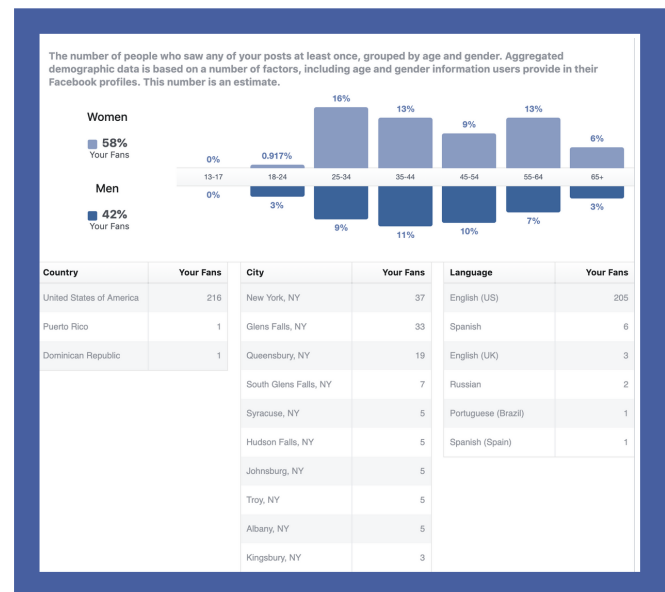 The number of people who saw any of your posts at least once, grouped by age and gender. Aggregated
demographic data is based on a number of factors, including age and gender information users provide in their
Facebook profiles. This number is an estimate.
Women
58%
Your Fans
Men
42%
Your Fans
0% 0.917% 16% 13% 9% 13% 6%
13-17 18-24 25-34 35-44 45-54 55-64 65+
0% 3% 9% 11% 10% 7% 3%
Country Your Fans
United States of America 216
Puerto Rico 1
Dominican Republic 1
City Your Fans
New York, NY 37
Glens Falls, NY 33
Queensbury, NY 19
South Glens Falls, NY 7
Syracuse, NY 5
Hudson Falls, NY 5
Johnsburg, NY 5
Troy, NY 5
Albany, NY 5
Kingsbury, NY 3
Language Your Fans
English (US) 205
Spanish 6
English (UK) 3
Russian 2
Portuguese (Brazil) 1
Spanish (Spain) 1